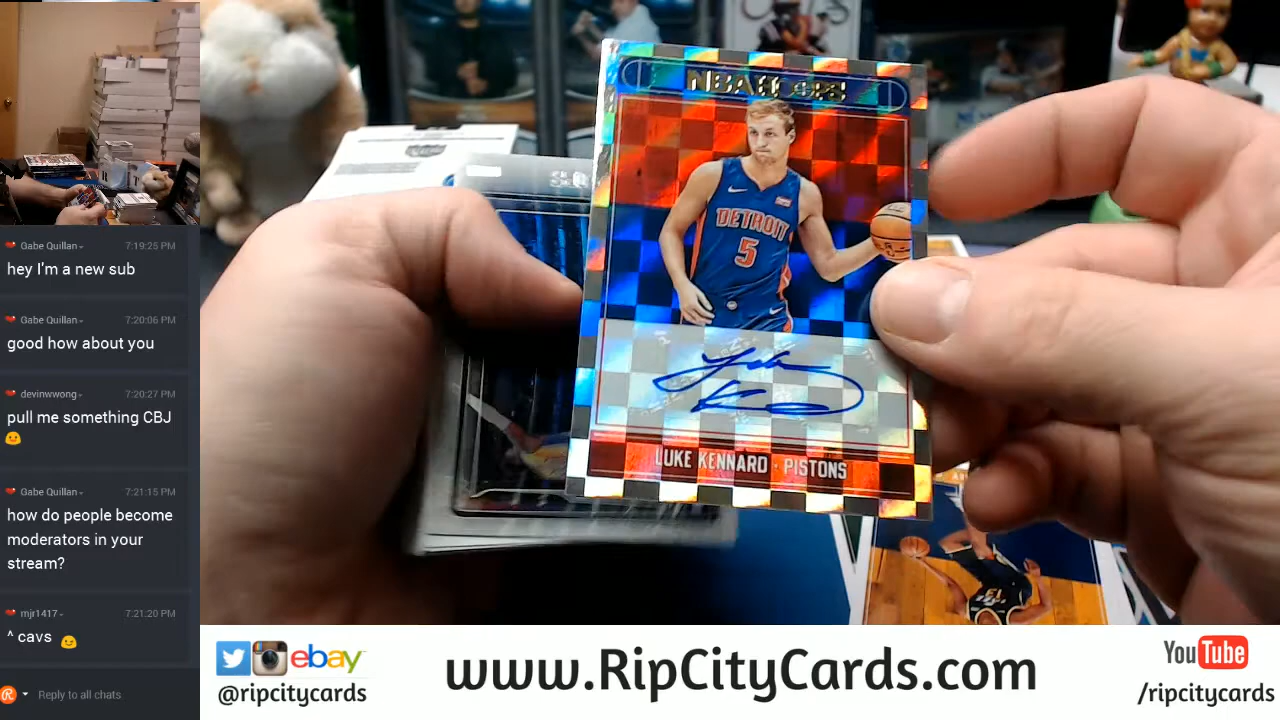 Gabe Quillan 7:19:25 PM
hey I'm a new sub
Gabe Quillan 7:20:06 PM
good how about you
devinwwong 7:20:27 PM
pull me something CBJ
Gabe Quillan 7:21:15 PM
how do people become
moderators in your
stream?
mjr1417 7:21:20 PM
^ cavs
Reply to all chats
NBA HOOPS
DETROIT
5
LUKE KENNARD · PISTONS
13
ebay
@ripcitycards
www.RipCityCards.com
YouTube
/ripcitycards